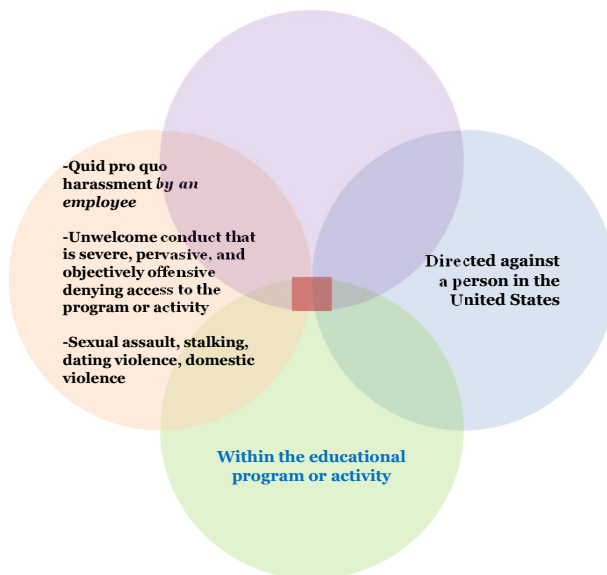 -Quid pro quo
harassment by an
employee
-Unwelcome conduct that
is severe, pervasive, and
objectively offensive
denying access to the
program or activity
-Sexual assault, stalking,
dating violence, domestic
violence
Directed against
a person in the
United States
Within the educational
program or activity